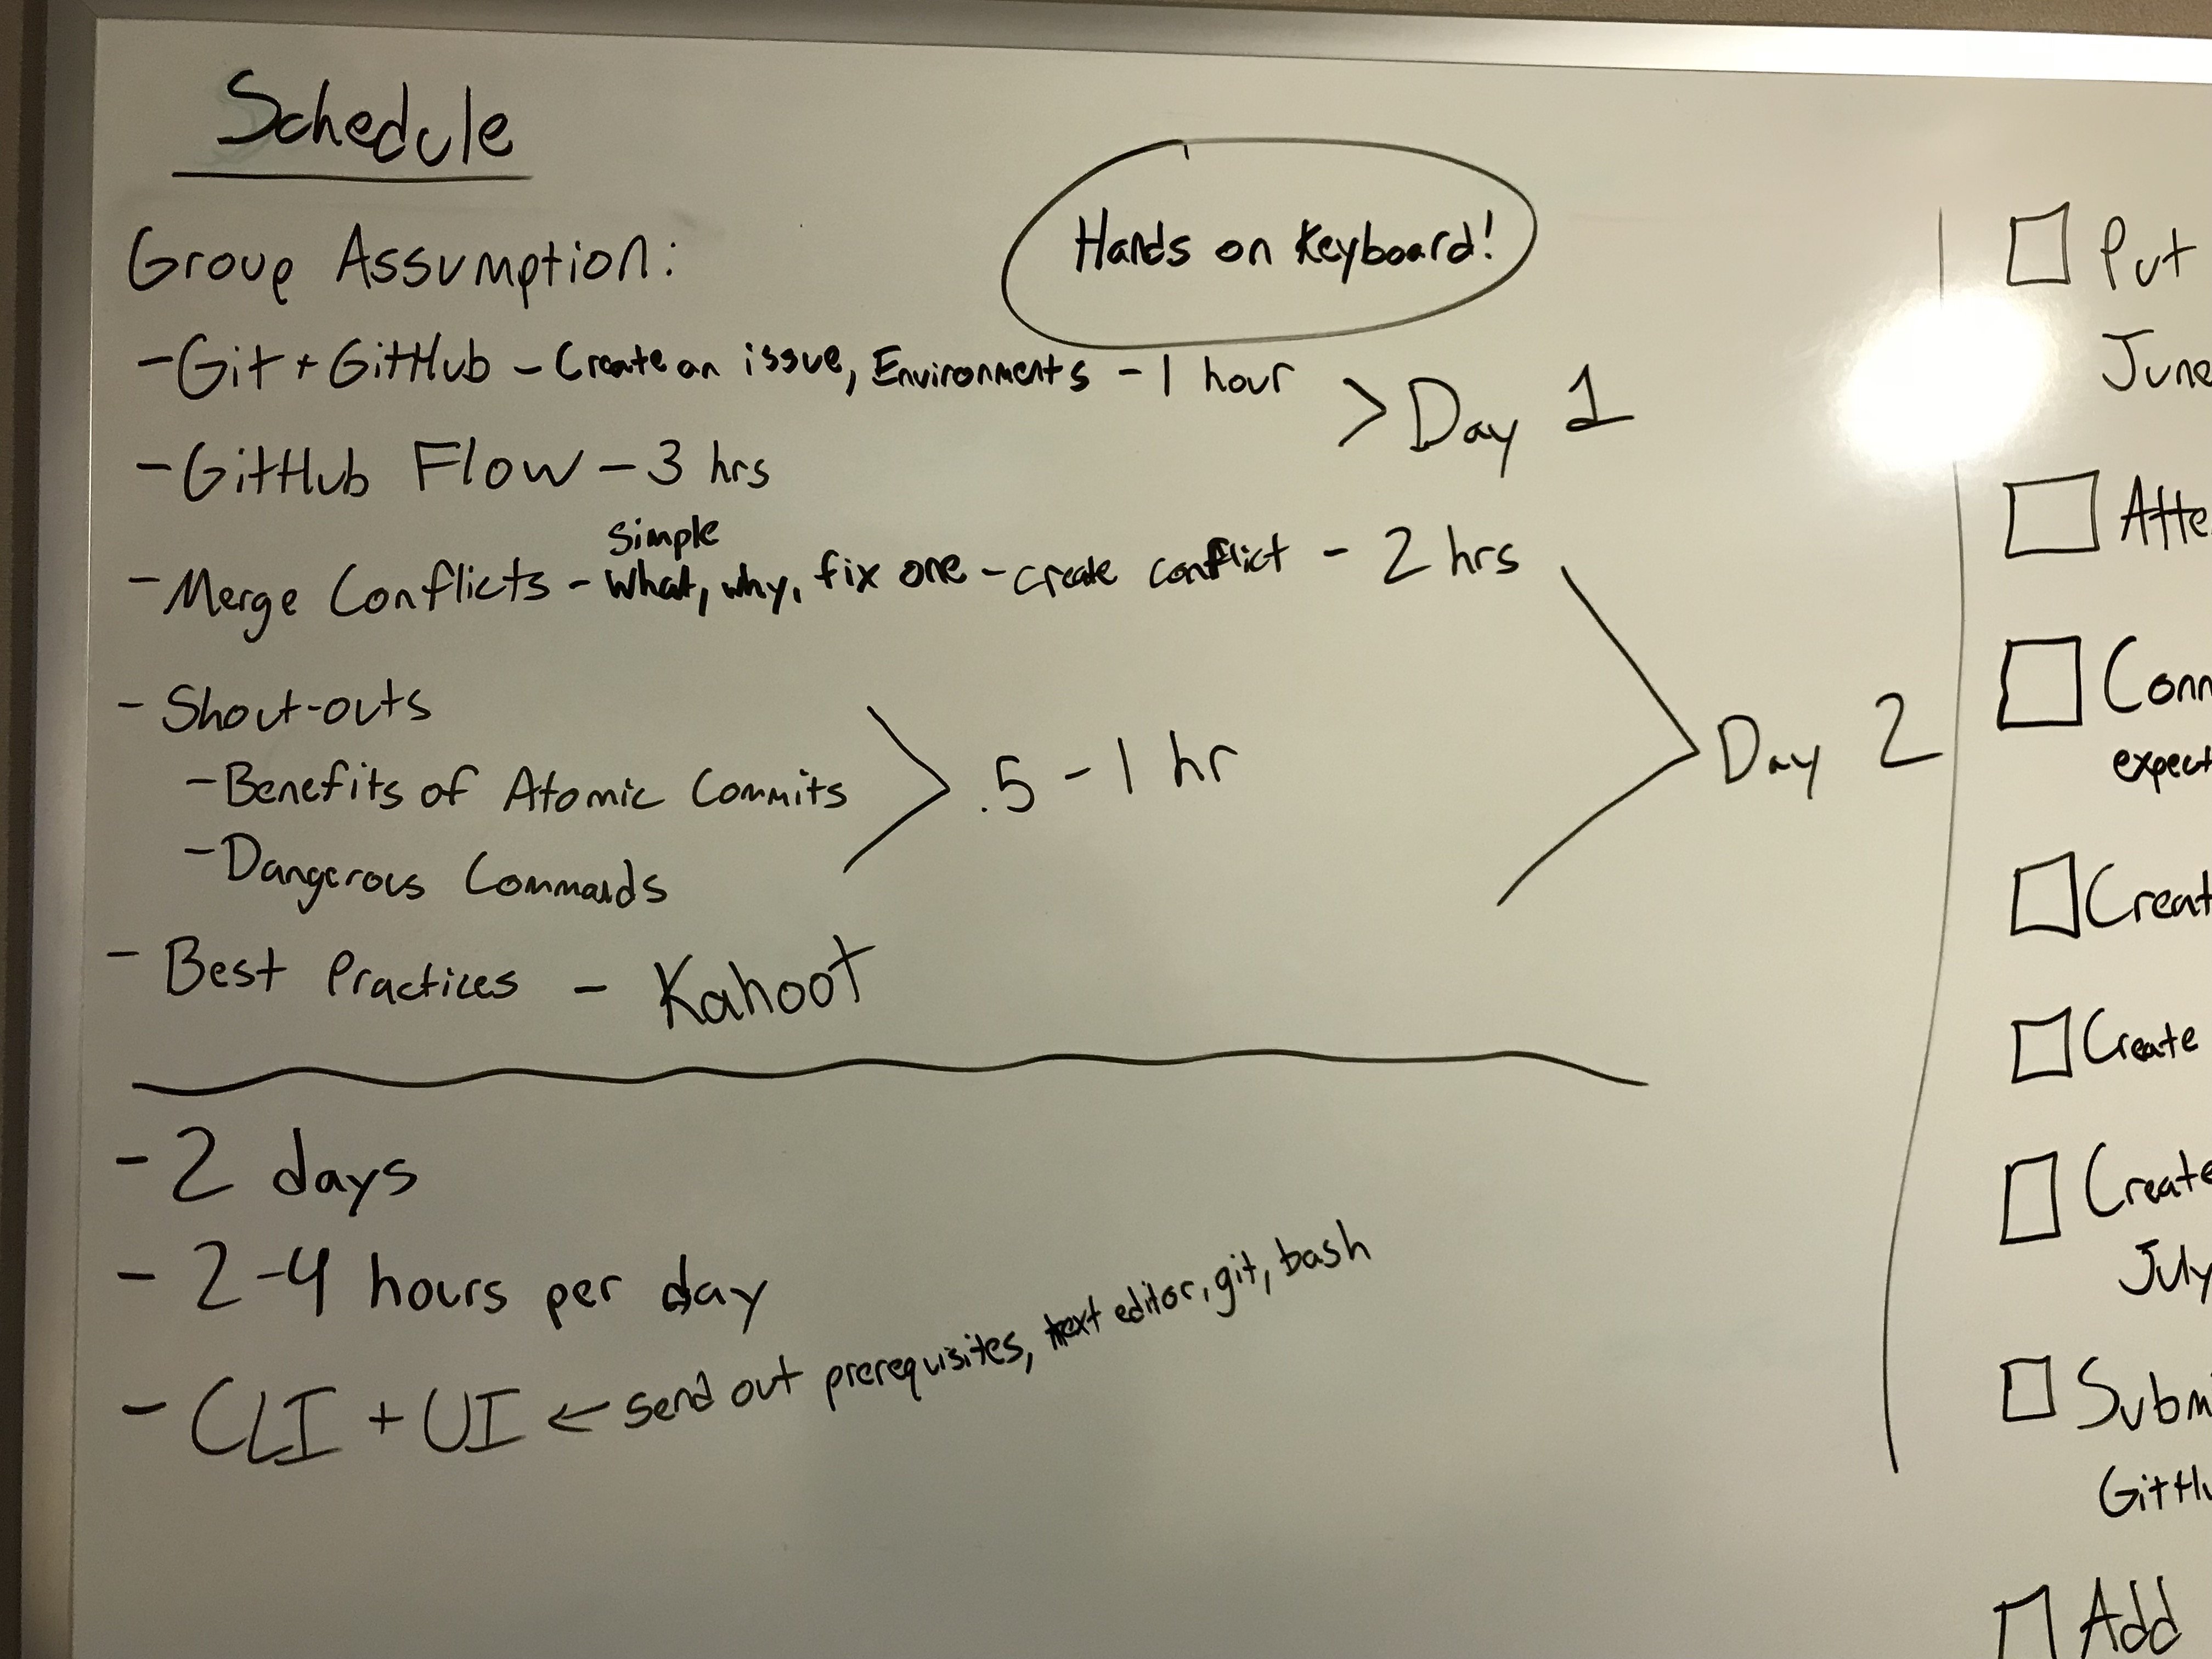 Schedule
Hands on Keyboard!
Group Assumption:
- Git + GitHub - Create an issue, Environments - 1 hour
> Day 1
- GitHub Flow - 3 hrs
simple
- Merge Conflicts - what, why, fix one - create conflict - 2 hrs
- Shout-outs
- Benefits of Atomic Commits
.5 - 1 hr
Day 2
- Dangerous Commands
- Best Practices - Kahoot
- 2 days
- 2-4 hours per day
- CLI + UI ← send out prerequisites, text editor, git, bash
Put
June
Atte
Conn
expect
Creat
Create
Create
July
Subm
GitHu
Add